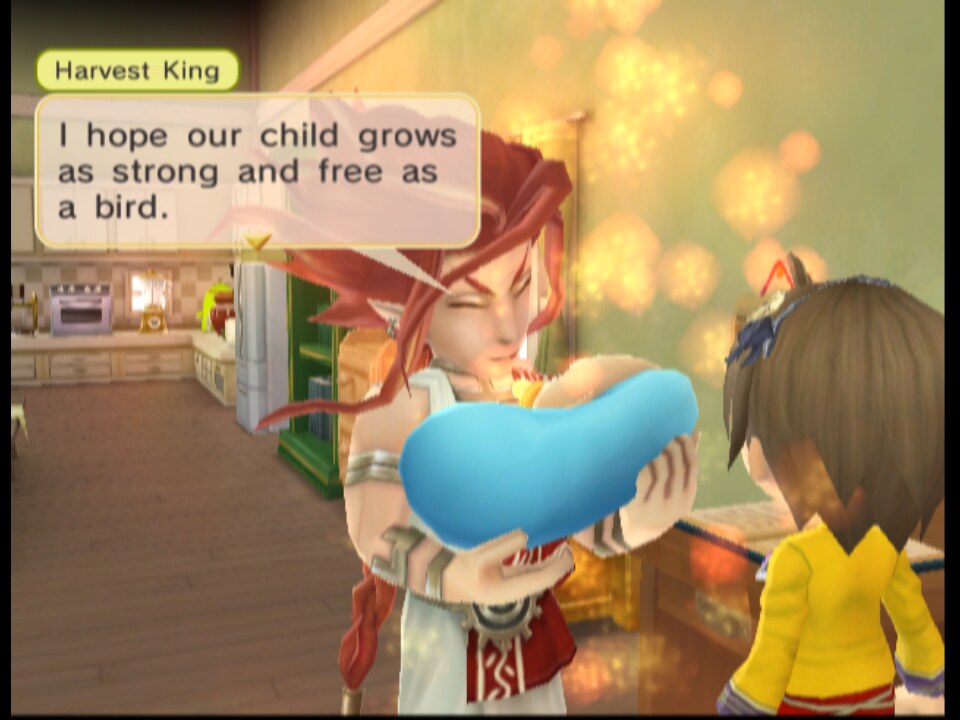 Harvest King
I hope our child grows
as strong and free as
a bird.